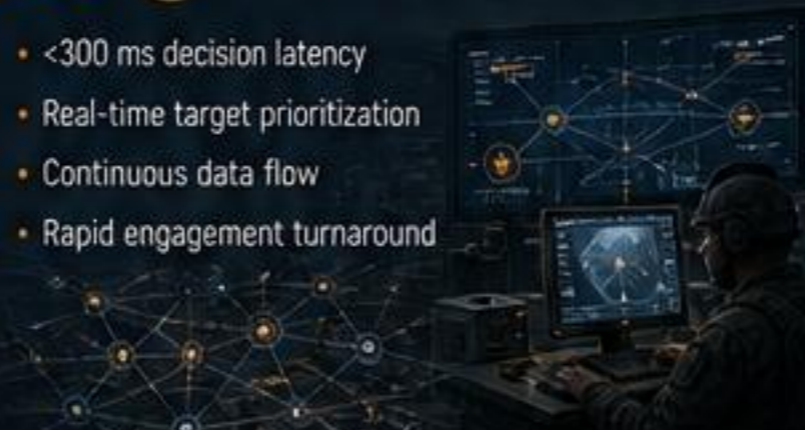 • <300 ms decision latency
• Real-time target prioritization
• Continuous data flow
• Rapid engagement turnaround